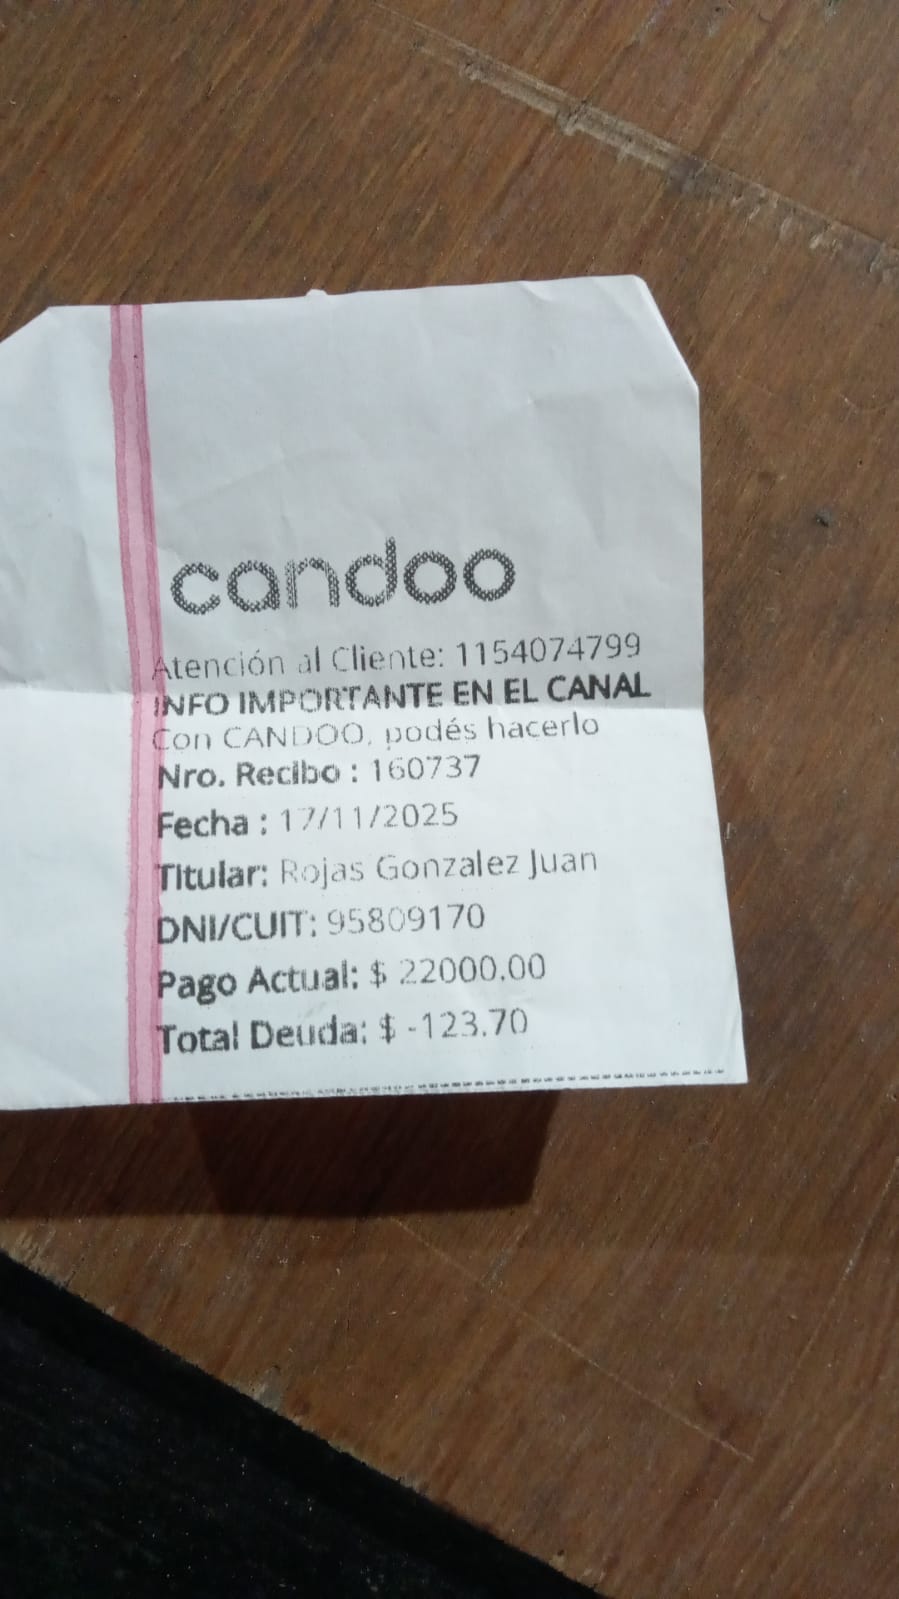 candoo
Atención al Cliente: 1154074799
INFO IMPORTANTE EN EL CANAL
Con CANDOO, podés hacerlo
Nro. Recibo : 160737
Fecha : 17/11/2025
Titular: Rojas Gonzalez Juan
DNI/CUIT: 95809170
Pago Actual: $ 22000.00
Total Deuda: $ -123.70